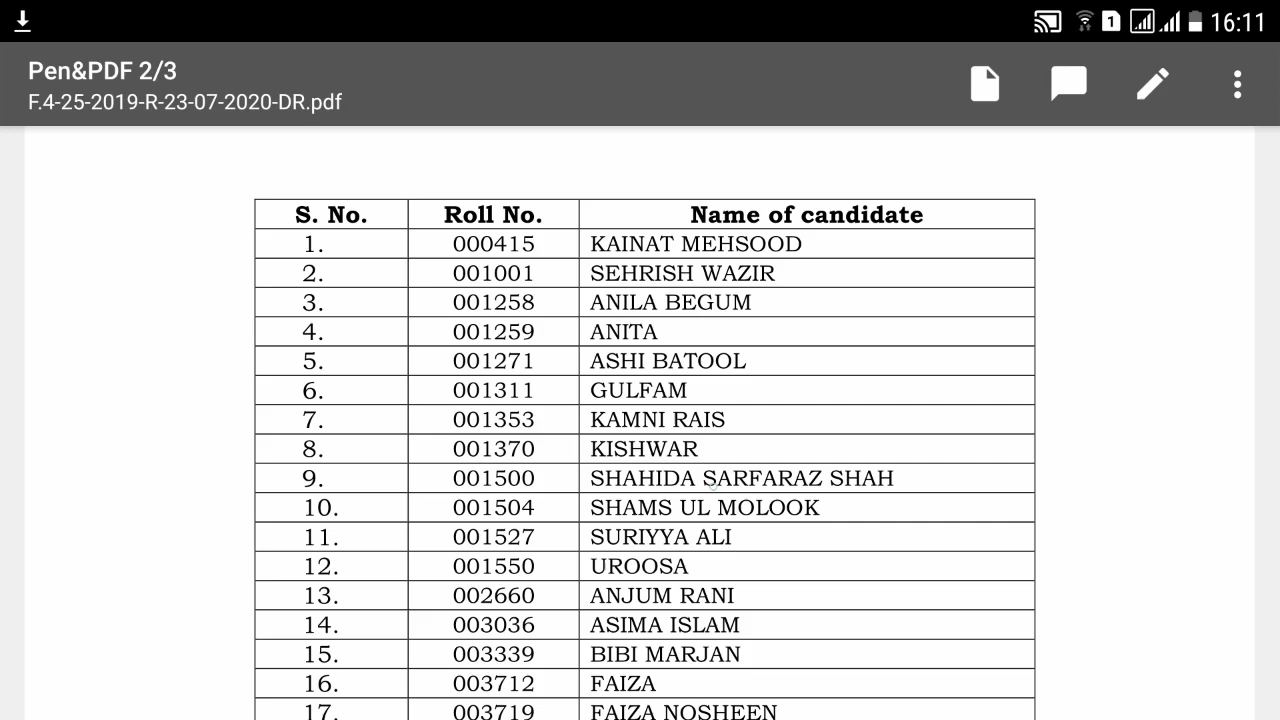 16:11
Pen&PDF 2/3
F.4-25-2019-R-23-07-2020-DR.pdf
S. No. Roll No. Name of candidate
1. 000415 KAINAT MEHSOOD
2. 001001 SEHRISH WAZIR
3. 001258 ANILA BEGUM
4. 001259 ANITA
5. 001271 ASHI BATOOL
6. 001311 GULFAM
7. 001353 KAMNI RAIS
8. 001370 KISHWAR
9. 001500 SHAHIDA SARFARAZ SHAH
10. 001504 SHAMS UL MOLOOK
11. 001527 SURIYYA ALI
12. 001550 UROOSA
13. 002660 ANJUM RANI
14. 003036 ASIMA ISLAM
15. 003339 BIBI MARJAN
16. 003712 FAIZA
17. 003719 FAIZA NOSHEEN